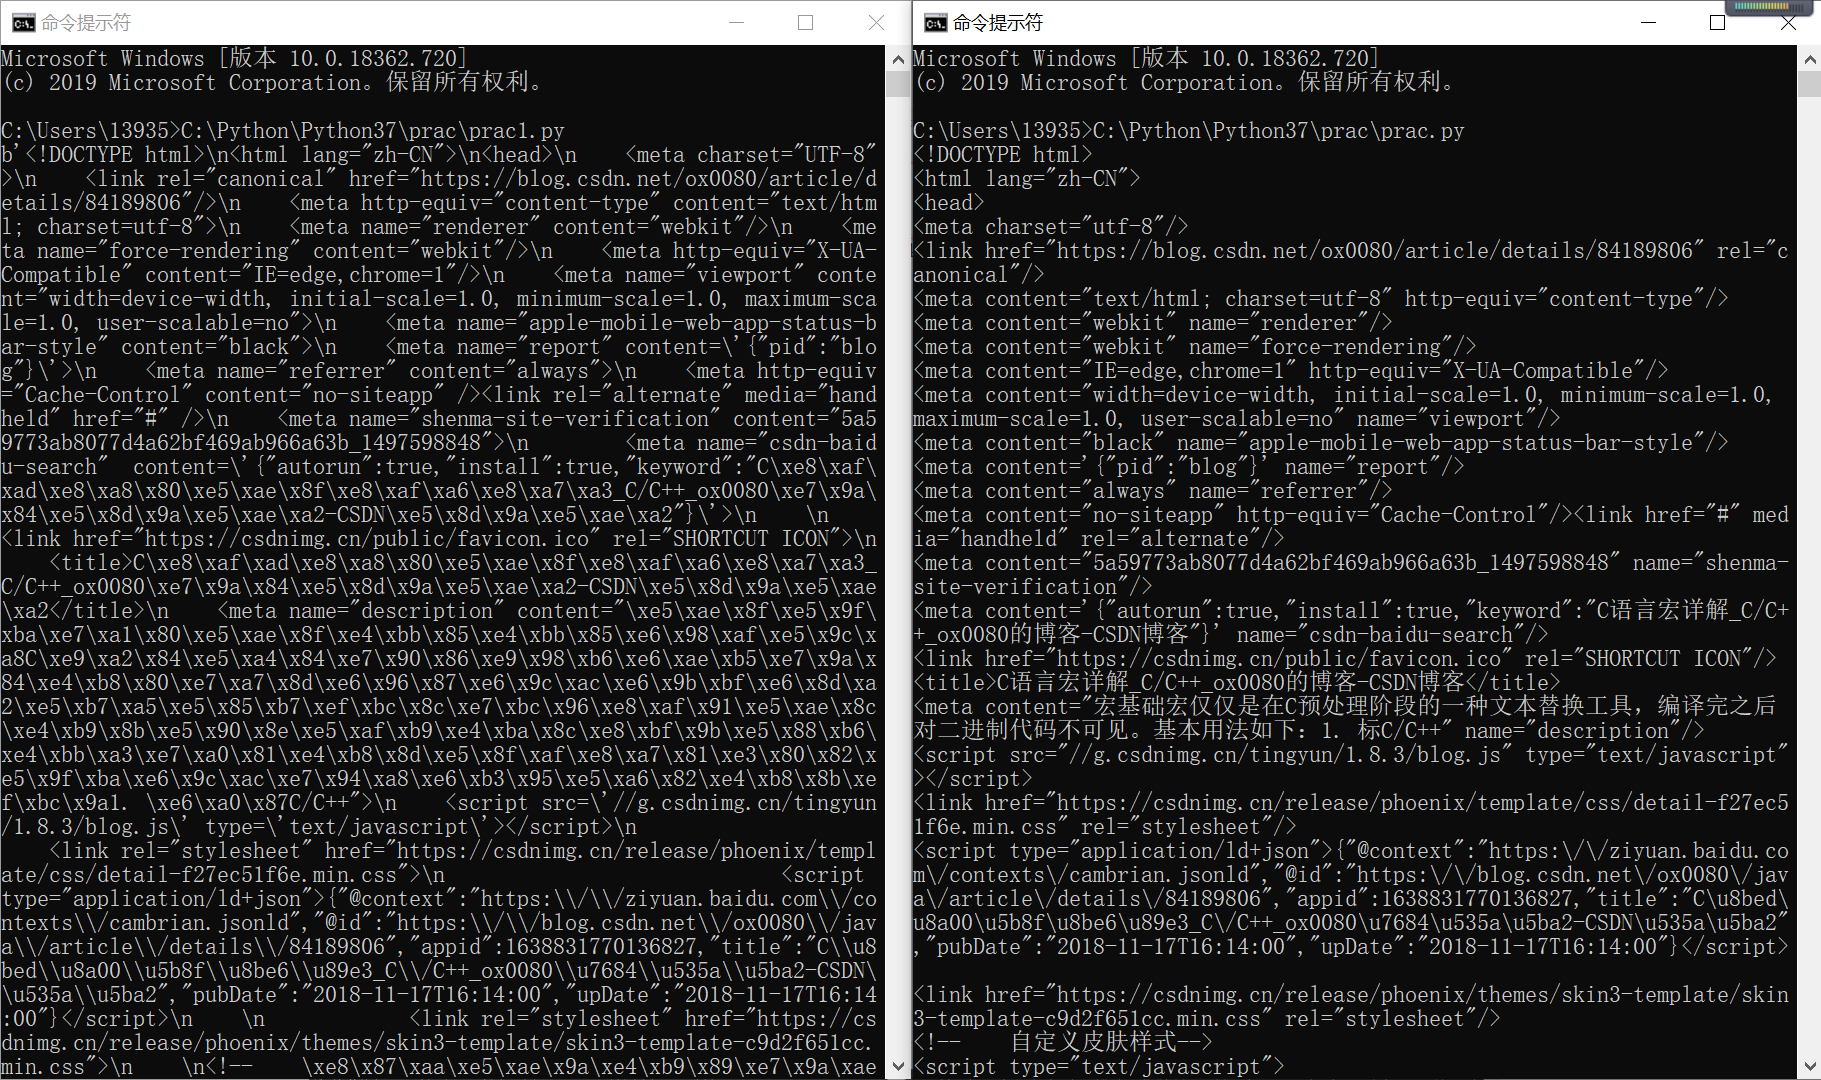 命令提示符
Microsoft Windows [版本 10.0.18362.720]
(c) 2019 Microsoft Corporation。保留所有权利。
C:\Users\13935>C:\Python\Python37\prac\prac1.py
b'<!DOCTYPE html>\n<html lang="zh-CN">\n<head>\n    <meta charset="UTF-8"
>\n    <link rel="canonical" href="https://blog.csdn.net/ox0080/article/d
etails/84189806"/>\n    <meta http-equiv="content-type" content="text/htm
l; charset=utf-8">\n    <meta name="renderer" content="webkit"/>\n    <me
ta name="force-rendering" content="webkit"/>\n    <meta http-equiv="X-UA-
Compatible" content="IE=edge,chrome=1"/>\n    <meta name="viewport" conte
nt="width=device-width, initial-scale=1.0, minimum-scale=1.0, maximum-sca
le=1.0, user-scalable=no">\n    <meta name="apple-mobile-web-app-status-b
ar-style" content="black">\n    <meta name="report" content=\'{"pid":"blo
g"}\'>\n    <meta name="referrer" content="always">\n    <meta http-equiv
="Cache-Control" content="no-siteapp" /><link rel="alternate" media="hand
held" href="#" />\n    <meta name="shenma-site-verification" content="5a5
9773ab8077d4a62bf469ab966a63b_1497598848">\n        <meta name="csdn-baid
u-search"  content=\'{"autorun":true,"install":true,"keyword":"C\xe8\xaf\
xad\xe8\xa8\x80\xe5\xae\x8f\xe8\xaf\xa6\xe8\xa7\xa3_C/C++_ox0080\xe7\x9a\
x84\xe5\x8d\x9a\xe5\xae\xa2-CSDN\xe5\x8d\x9a\xe5\xae\xa2"}\'>\n    \n
<link href="https://csdnimg.cn/public/favicon.ico" rel="SHORTCUT ICON">\n
    <title>C\xe8\xaf\xad\xe8\xa8\x80\xe5\xae\x8f\xe8\xaf\xa6\xe8\xa7\xa3_
C/C++_ox0080\xe7\x9a\x84\xe5\x8d\x9a\xe5\xae\xa2-CSDN\xe5\x8d\x9a\xe5\xae
\xa2</title>\n    <meta name="description" content="\xe5\xae\x8f\xe5\x9f\
xba\xe7\xa1\x80\xe5\xae\x8f\xe4\xbb\x85\xe4\xbb\x85\xe6\x98\xaf\xe5\x9c\x
a8C\xe9\xa2\x84\xe5\xa4\x84\xe7\x90\x86\xe9\x98\xb6\xe6\xae\xb5\xe7\x9a\x
84\xe4\xb8\x80\xe7\xa7\x8d\xe6\x96\x87\xe6\x9c\xac\xe6\x9b\xbf\xe6\x8d\xa
2\xe5\xb7\xa5\xe5\x85\xb7\xef\xbc\x8c\xe7\xbc\x96\xe8\xaf\x91\xe5\xae\x8c
\xe4\xb9\x8b\xe5\x90\x8e\xe5\xaf\xb9\xe4\xba\x8c\xe8\xbf\x9b\xe5\x88\xb6\
xe4\xbb\xa3\xe7\xa0\x81\xe4\xb8\x8d\xe5\x8f\xaf\xe8\xa7\x81\xe3\x80\x82\x
e5\x9f\xba\xe6\x9c\xac\xe7\x94\xa8\xe6\xb3\x95\xe5\xa6\x82\xe4\xb8\x8b\xe
f\xbc\x9a1. \xe6\xa0\x87C/C++">\n    <script src=\'//g.csdnimg.cn/tingyun
/1.8.3/blog.js\' type=\'text/javascript\'></script>\n
    <link rel="stylesheet" href="https://csdnimg.cn/release/phoenix/templ
ate/css/detail-f27ec51f6e.min.css">\n                            <script
type="application/ld+json">{"@context":"https:\\/\\/ziyuan.baidu.com\\/co
ntexts\\/cambrian.jsonld","@id":"https:\\/\\/blog.csdn.net\\/ox0080\\/jav
a\\/article\\/details\\/84189806","appid":1638831770136827,"title":"C\\u8
bed\\u8a00\\u5b8f\\u8be6\\u89e3_C\\/C++_ox0080\\u7684\\u535a\\u5ba2-CSDN\
\u535a\\u5ba2","pubDate":"2018-11-17T16:14:00","upDate":"2018-11-17T16:14
:00"}</script>\n    \n            <link rel="stylesheet" href="https://cs
dnimg.cn/release/phoenix/themes/skin3-template/skin3-template-c9d2f651cc.
min.css">\n    \n<!--    \xe8\x87\xaa\xe5\xae\x9a\xe4\xb9\x89\xe7\x9a\xae
命令提示符
Microsoft Windows [版本 10.0.18362.720]
(c) 2019 Microsoft Corporation。保留所有权利。
C:\Users\13935>C:\Python\Python37\prac\prac.py
<!DOCTYPE html>
<html lang="zh-CN">
<head>
<meta charset="utf-8"/>
<link href="https://blog.csdn.net/ox0080/article/details/84189806" rel="c
anonical"/>
<meta content="text/html; charset=utf-8" http-equiv="content-type"/>
<meta content="webkit" name="renderer"/>
<meta content="webkit" name="force-rendering"/>
<meta content="IE=edge,chrome=1" http-equiv="X-UA-Compatible"/>
<meta content="width=device-width, initial-scale=1.0, minimum-scale=1.0,
maximum-scale=1.0, user-scalable=no" name="viewport"/>
<meta content="black" name="apple-mobile-web-app-status-bar-style"/>
<meta content='{"pid":"blog"}' name="report"/>
<meta content="always" name="referrer"/>
<meta content="no-siteapp" http-equiv="Cache-Control"/><link href="#" med
ia="handheld" rel="alternate"/>
<meta content="5a59773ab8077d4a62bf469ab966a63b_1497598848" name="shenma-
site-verification"/>
<meta content='{"autorun":true,"install":true,"keyword":"C语言宏详解_C/C+
+_ox0080的博客-CSDN博客"}' name="csdn-baidu-search"/>
<link href="https://csdnimg.cn/public/favicon.ico" rel="SHORTCUT ICON"/>
<title>C语言宏详解_C/C++_ox0080的博客-CSDN博客</title>
<meta content="宏基础宏仅仅是在C预处理阶段的一种文本替换工具，编译完之后
对二进制代码不可见。基本用法如下：1. 标C/C++" name="description"/>
<script src="//g.csdnimg.cn/tingyun/1.8.3/blog.js" type="text/javascript"
></script>
<link href="https://csdnimg.cn/release/phoenix/template/css/detail-f27ec5
1f6e.min.css" rel="stylesheet"/>
<script type="application/ld+json">{"@context":"https:\/\/ziyuan.baidu.co
m\/contexts\/cambrian.jsonld","@id":"https:\/\/blog.csdn.net\/ox0080\/jav
a\/article\/details\/84189806","appid":1638831770136827,"title":"C\u8bed\
u8a00\u5b8f\u8be6\u89e3_C\/C++_ox0080\u7684\u535a\u5ba2-CSDN\u535a\u5ba2"
,"pubDate":"2018-11-17T16:14:00","upDate":"2018-11-17T16:14:00"}</script>
<link href="https://csdnimg.cn/release/phoenix/themes/skin3-template/skin
3-template-c9d2f651cc.min.css" rel="stylesheet"/>
<!--    自定义皮肤样式-->
<script type="text/javascript">